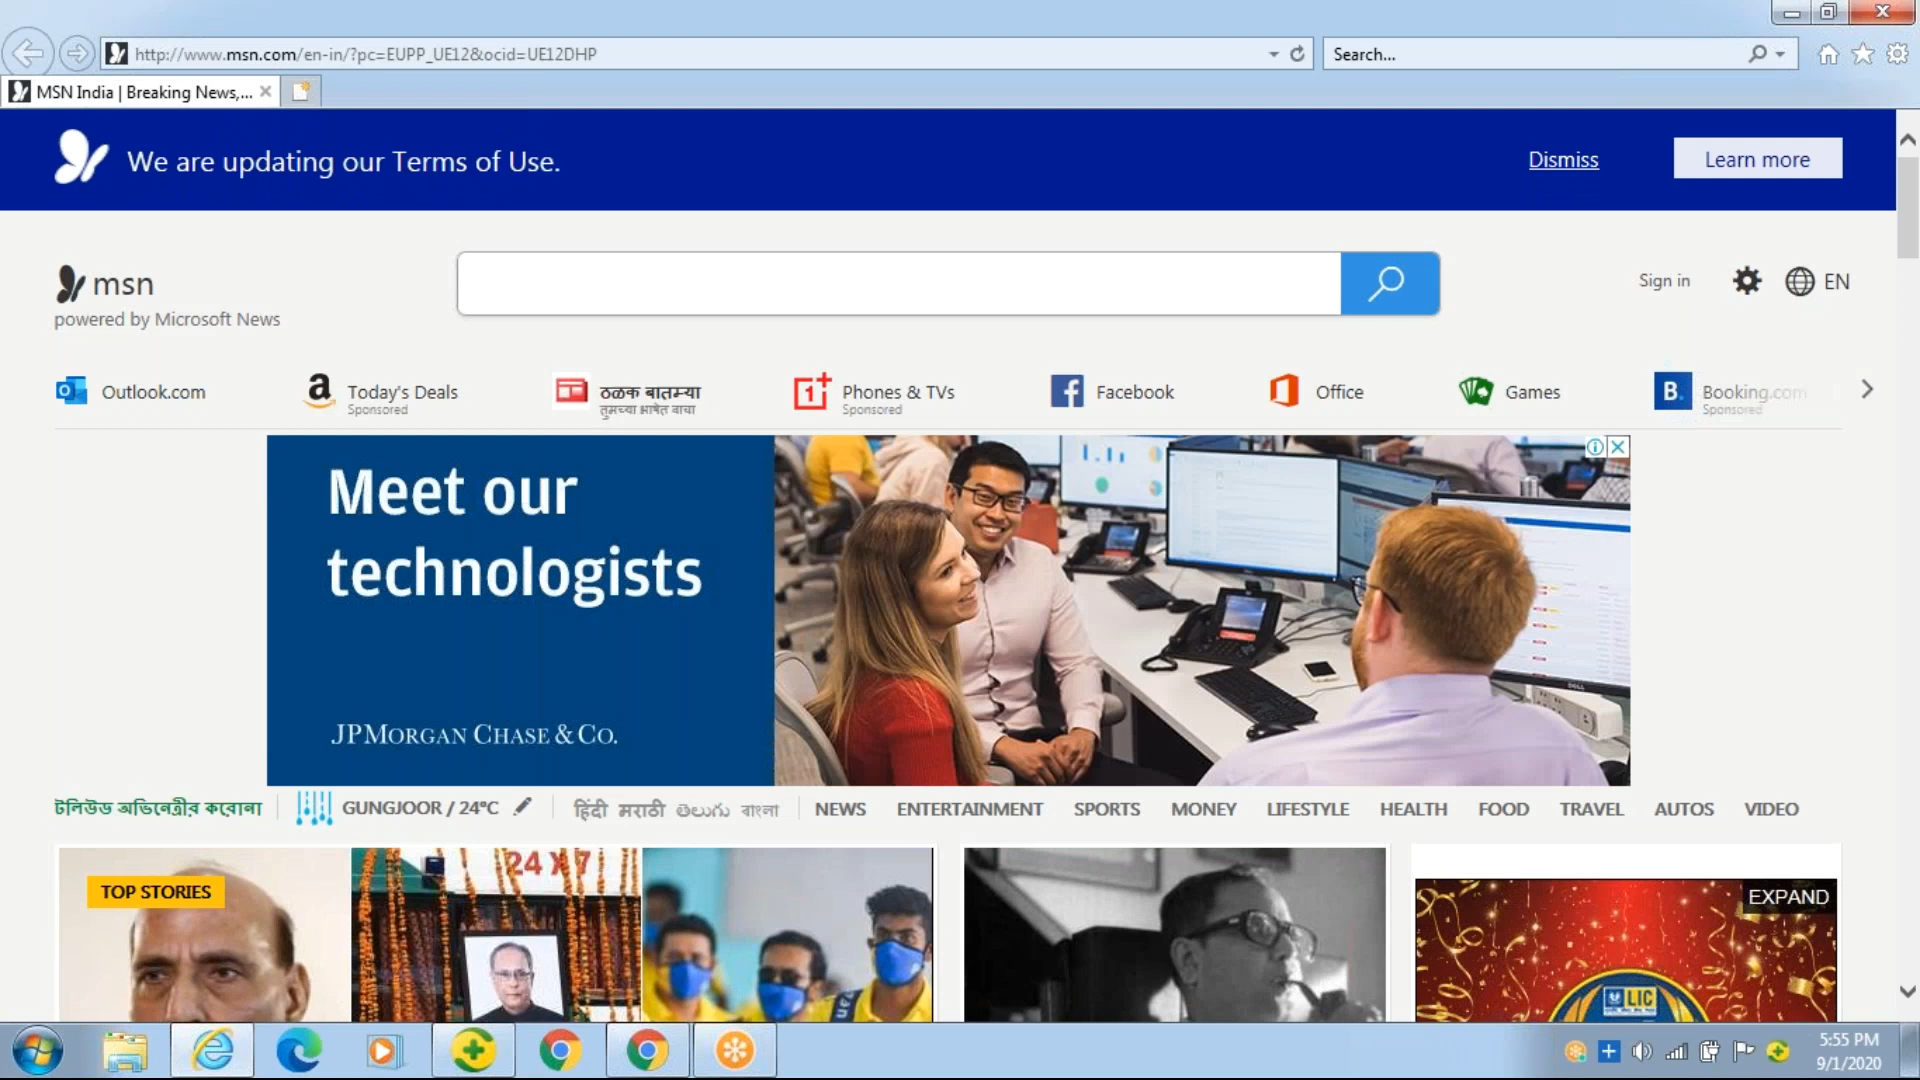 http://www.msn.com/en-in/?pc=EUPP_UE12&ocid=UE12DHP
Search...
MSN India | Breaking News,...
We are updating our Terms of Use.
Dismiss
Learn more
msn
powered by Microsoft News
Sign in
EN
Outlook.com
Today's Deals
Sponsored
ठळक बातम्या
तुमच्या भाषेत वाचा
Phones & TVs
Sponsored
Facebook
Office
Games
B.
Booking.com
Sponsored
Meet our
technologists
JPMORGAN CHASE & CO.
DELL
টলিউড অভিনেত্রীর করোনা
GUNGJOOR / 24°C
हिंदी मराठी తెలుగు বাংলা
NEWS
ENTERTAINMENT
SPORTS
MONEY
LIFESTYLE
HEALTH
FOOD
TRAVEL
AUTOS
VIDEO
TOP STORIES
24 X 7
EXPAND
LIC
5:55 PM
9/1/2020